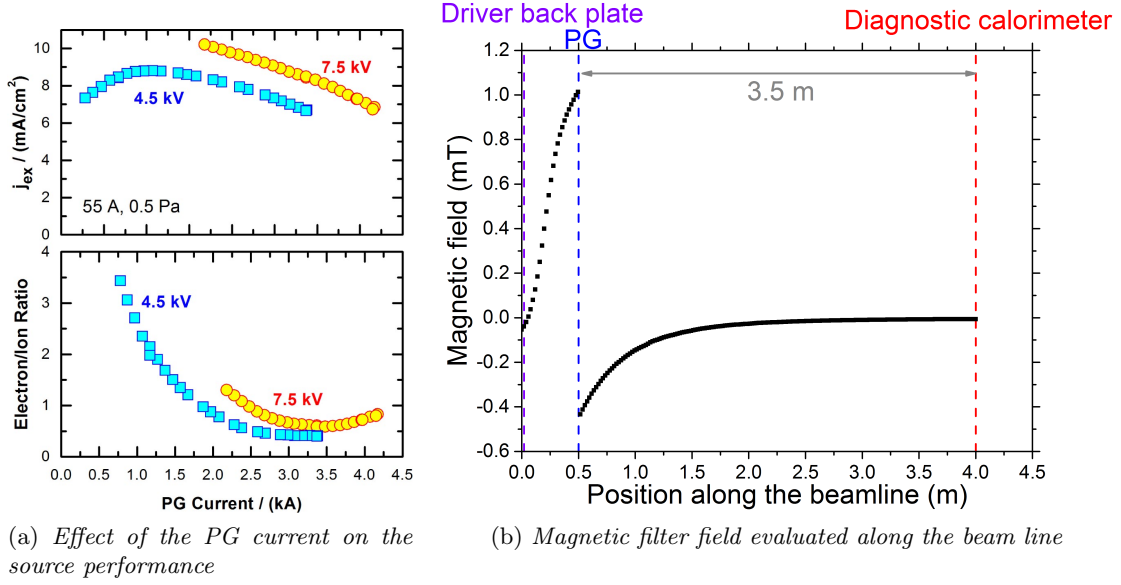 10
8
6
4
2
0
j_ex / (mA/cm²)
7.5 kV
4.5 kV
55 A, 0.5 Pa
4
3
2
1
0
Electron/Ion Ratio
4.5 kV
7.5 kV
0.0 0.5 1.0 1.5 2.0 2.5 3.0 3.5 4.0 4.5
PG Current / (kA)
(a) Effect of the PG current on the
source performance
Driver back plate
PG
Diagnostic calorimeter
3.5 m
1.2
1.0
0.8
0.6
0.4
0.2
0.0
-0.2
-0.4
-0.6
Magnetic field (mT)
0.0 0.5 1.0 1.5 2.0 2.5 3.0 3.5 4.0 4.5
Position along the beamline (m)
(b) Magnetic filter field evaluated along the beam line